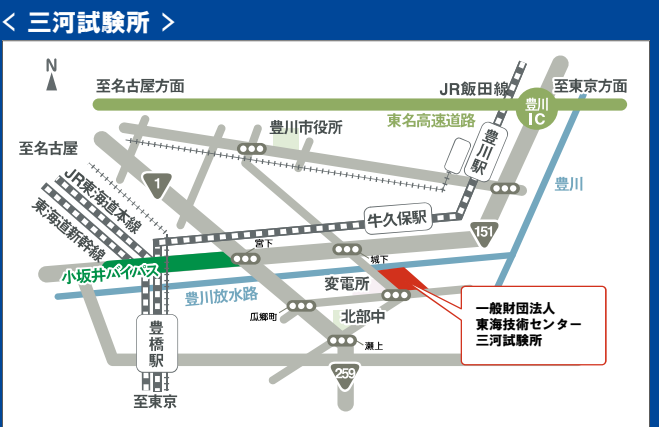 < 三河試験所 >
N
至名古屋方面
JR飯田線
至東京方面
豊川
IC
東名高速道路
豊川市役所
至名古屋
豊川駅
1
豊川
JR東海道本線
東海道新幹線
牛久保駅
151
宮下
城下
小坂井バイパス
変電所
豊川放水路
一般財団法人
東海技術センター
三河試験所
瓜郷町
北部中
豊橋駅
瀬上
259
至東京